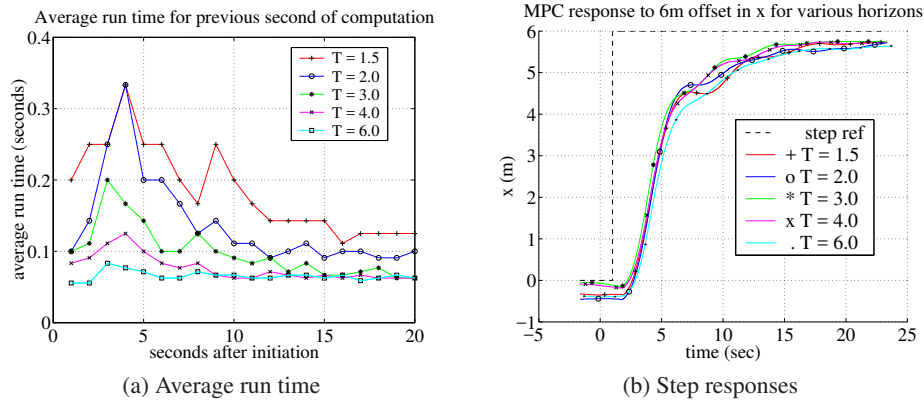 Average run time for previous second of computation
0.4
0.3
0.2
0.1
0
0
5
10
15
20
average run time (seconds)
seconds after initiation
T = 1.5
T = 2.0
T = 3.0
T = 4.0
T = 6.0
(a) Average run time
MPC response to 6m offset in x for various horizons
6
5
4
3
2
1
0
−1
−5
0
5
10
15
20
25
x (m)
time (sec)
step ref
+ T = 1.5
o T = 2.0
* T = 3.0
x T = 4.0
. T = 6.0
(b) Step responses